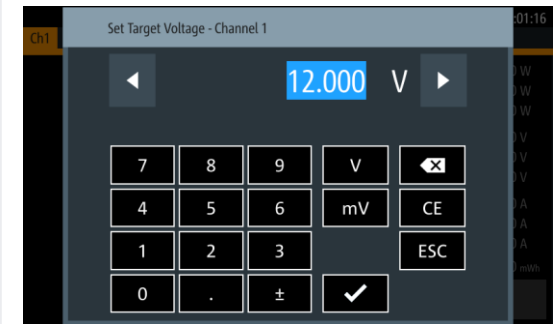 :01:16
Set Target Voltage - Channel 1
Ch1
W
12.000 V
W
W
V
7 8 9 V
V
V
4 5 6 mV CE
A
A
1 2 3 ESC
A
mWh
0 . ±